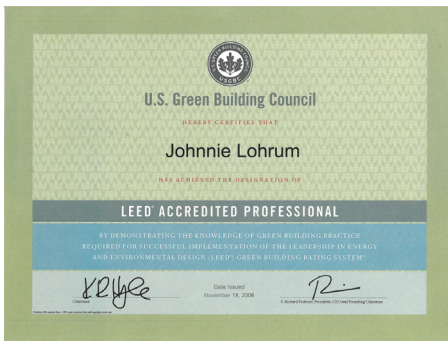 U.S. GREEN BUILDING COUNCIL
USGBC
U.S. Green Building Council
HEREBY CERTIFIES THAT
Johnnie Lohrum
HAS ACHIEVED THE DESIGNATION OF
LEED® ACCREDITED PROFESSIONAL
BY DEMONSTRATING THE KNOWLEDGE OF GREEN BUILDING PRACTICE
REQUIRED FOR SUCCESSFUL IMPLEMENTATION OF THE LEADERSHIP IN ENERGY
AND ENVIRONMENTAL DESIGN (LEED®) GREEN BUILDING RATING SYSTEM™.
Date Issued
November 18, 2008
Chairman
S. Richard Fedrizzi, President, CEO and Founding Chairman